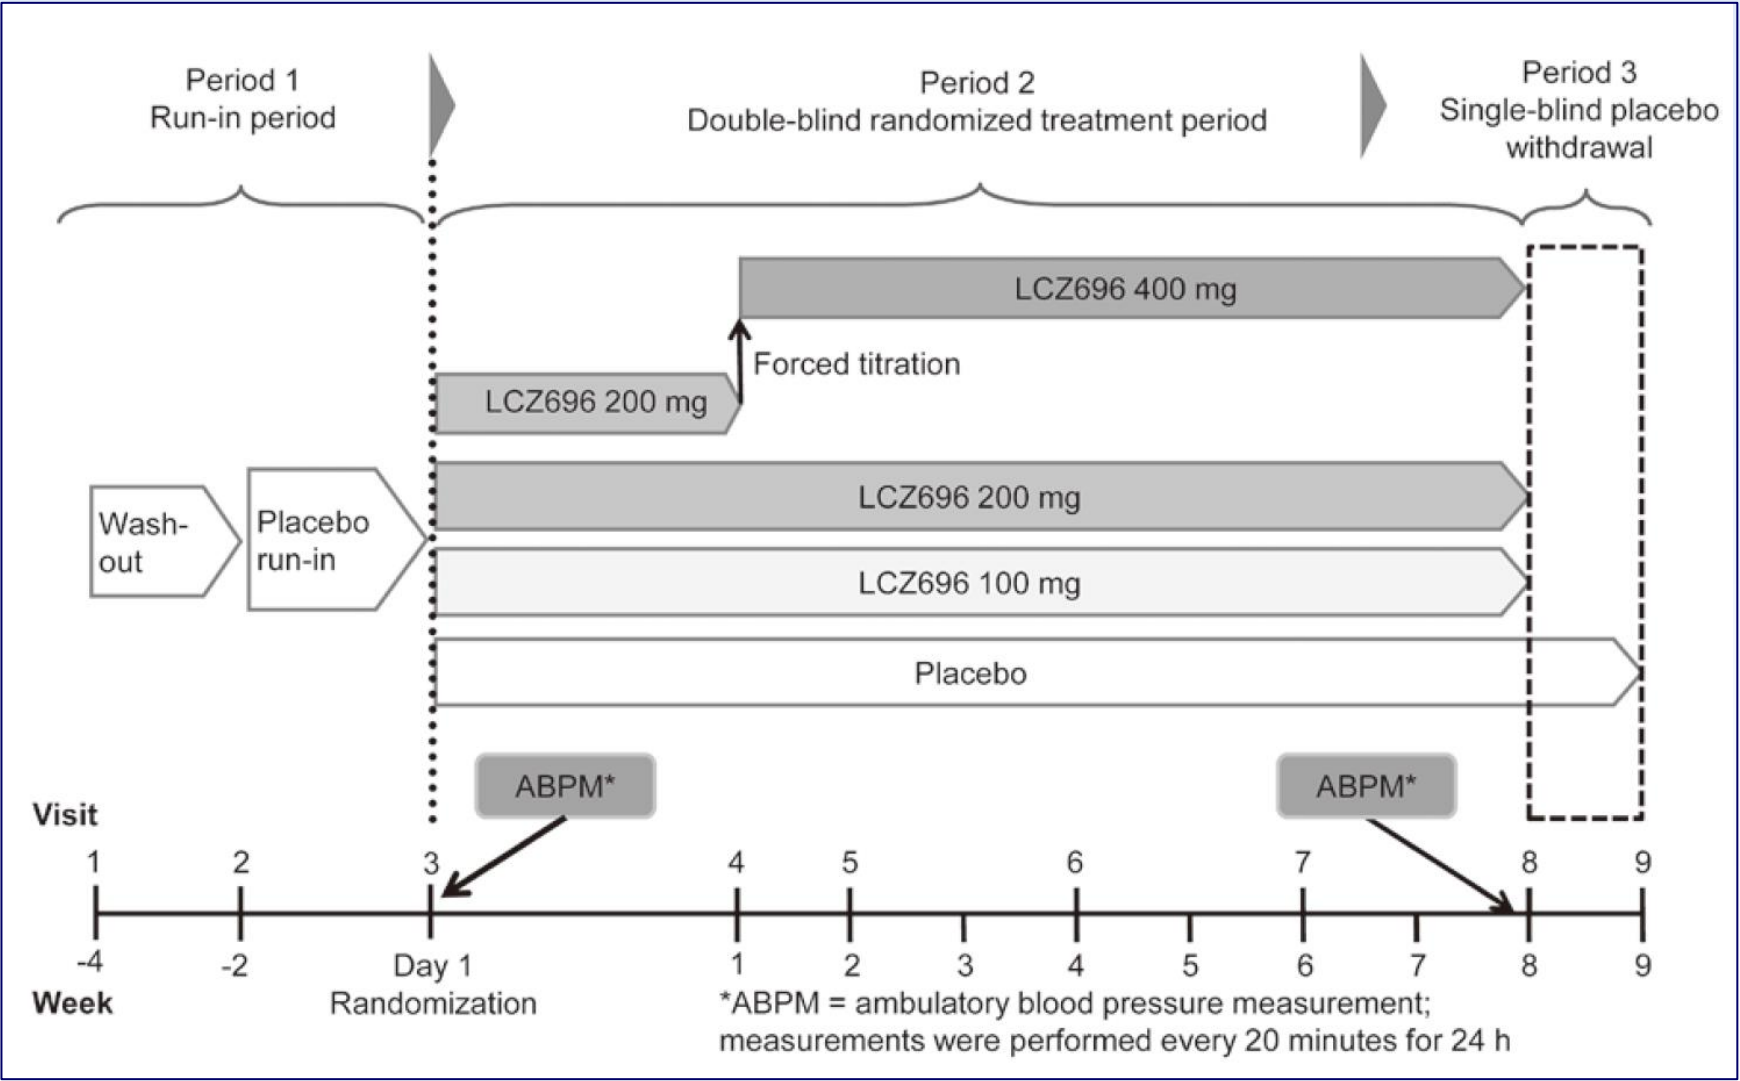 Period 1
Run-in period
Period 2
Double-blind randomized treatment period
Period 3
Single-blind placebo
withdrawal
LCZ696 400 mg
Forced titration
LCZ696 200 mg
LCZ696 200 mg
Wash-
out
Placebo
run-in
LCZ696 100 mg
Placebo
ABPM*
ABPM*
Visit
1 2 3 4 5 6 7 8 9
-4 -2 Day 1 1 2 3 4 5 6 7 8 9
Week
Randomization
*ABPM = ambulatory blood pressure measurement;
measurements were performed every 20 minutes for 24 h